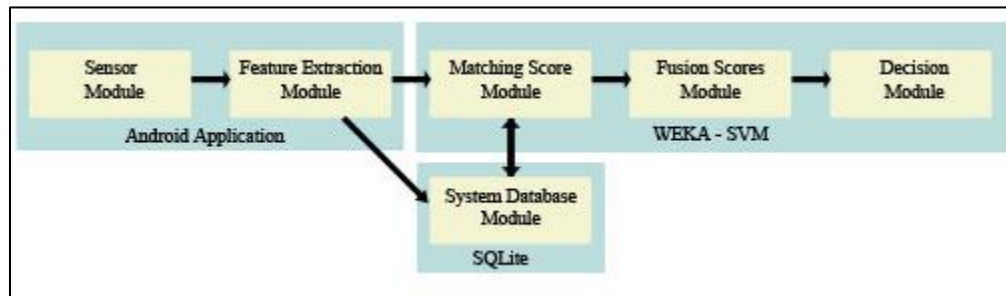 Sensor
Module
Feature Extraction
Module
Android Application
Matching Score
Module
Fusion Scores
Module
Decision
Module
WEKA - SVM
System Database
Module
SQLite